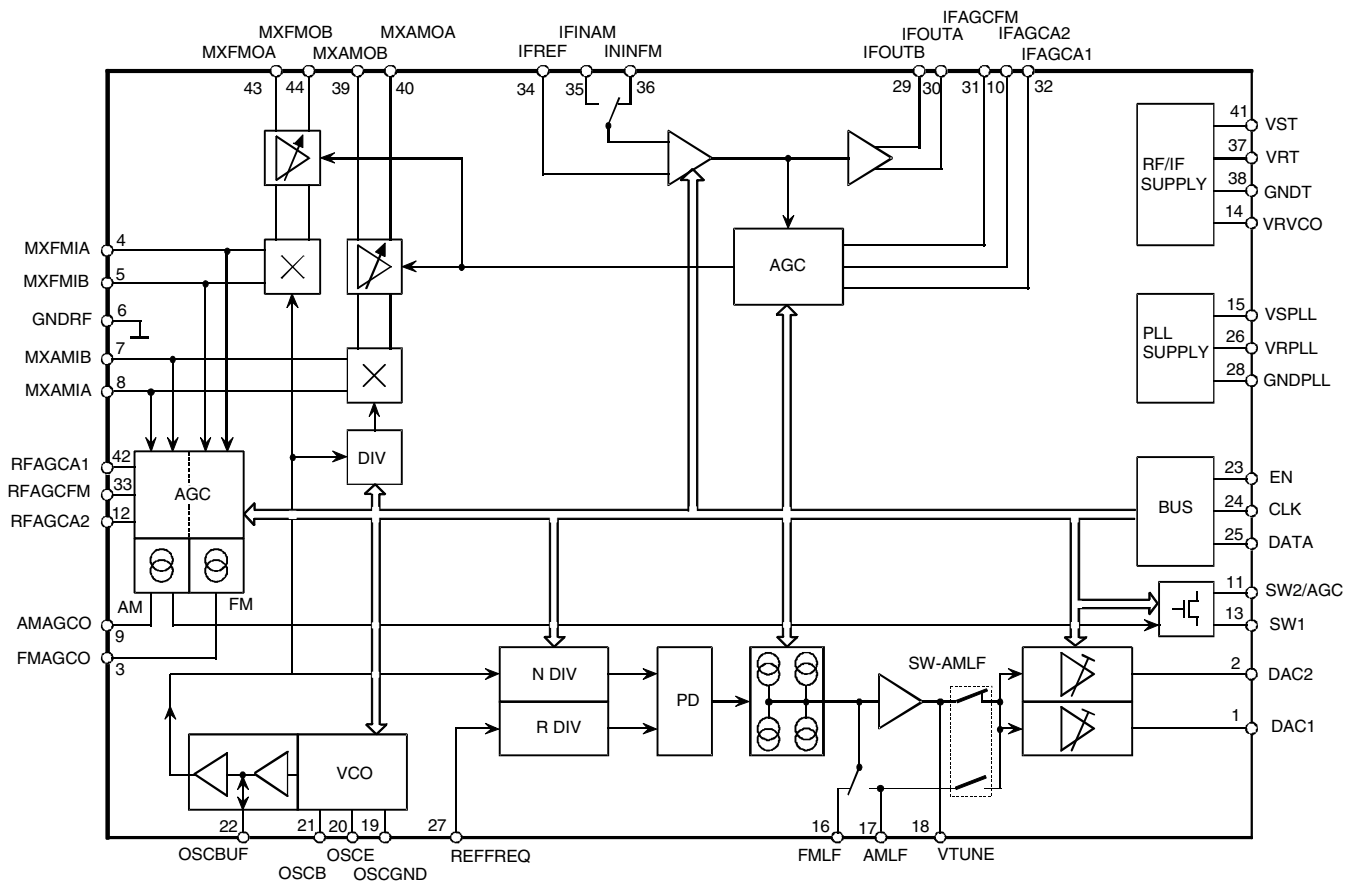 MXFMOB MXAMOA
MXFMOA MXAMOB
43 44 39 40
IFAGCFM
IFINAM IFOUTA IFAGCA2
IFREF ININFM IFOUTB IFAGCA1
34 35 36 29 30 31 10 32
RF/IF
SUPPLY
41 VST
37 VRT
38 GNDT
14 VRVCO
MXFMIA 4
MXFMIB 5
GNDRF 6
MXAMIB 7
MXAMIA 8
AGC
PLL
SUPPLY
15 VSPLL
26 VRPLL
28 GNDPLL
DIV
RFAGCA1 42
RFAGCFM 33
RFAGCA2 12
AGC
BUS
23 EN
24 CLK
25 DATA
AM FM
AMAGCO 9
FMAGCO 3
11 SW2/AGC
13 SW1
N DIV
R DIV
PD
SW-AMLF
2 DAC2
1 DAC1
VCO
22 21 20 19 27 16 17 18
OSCBUF OSCE REFFREQ FMLF AMLF VTUNE
OSCB OSCGND